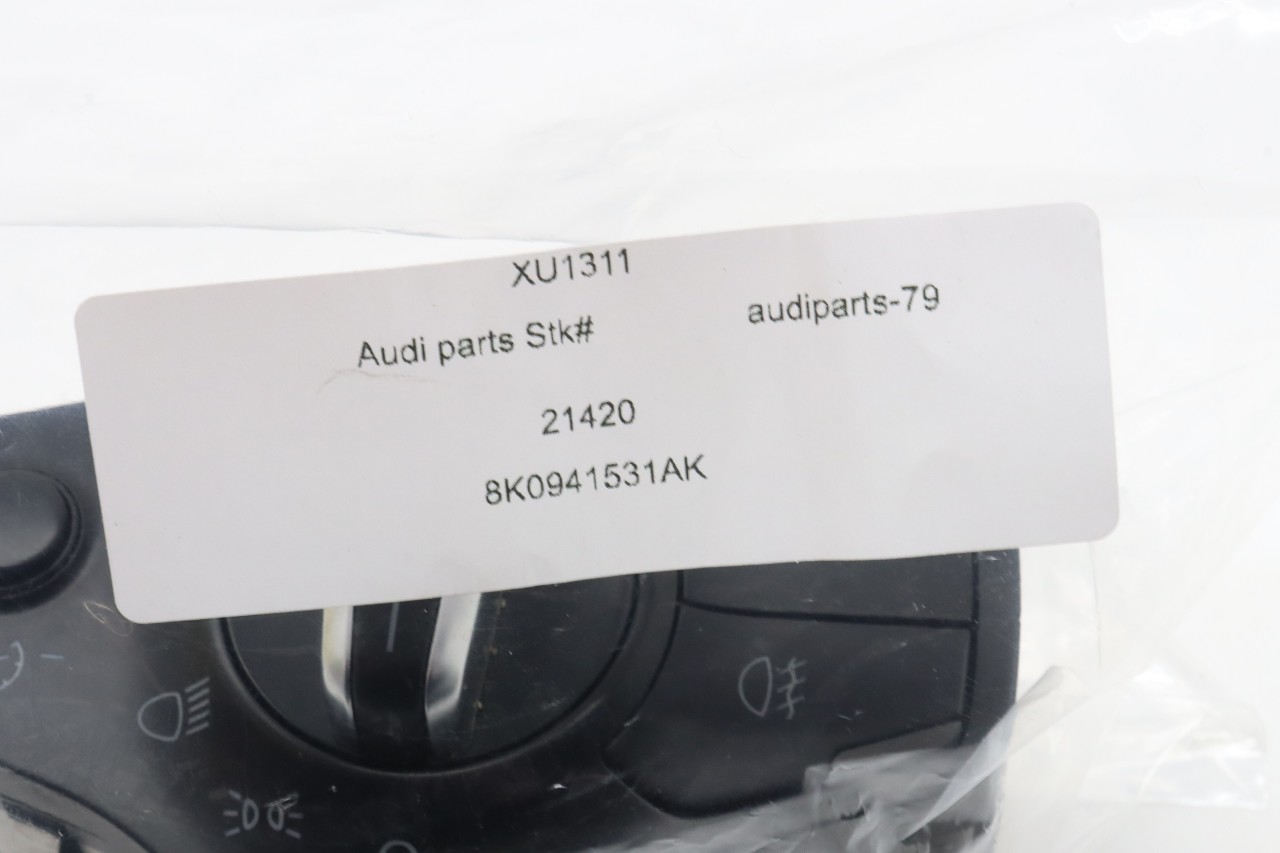 XU1311
Audi parts Stk# audiparts-79
21420
8K0941531AK